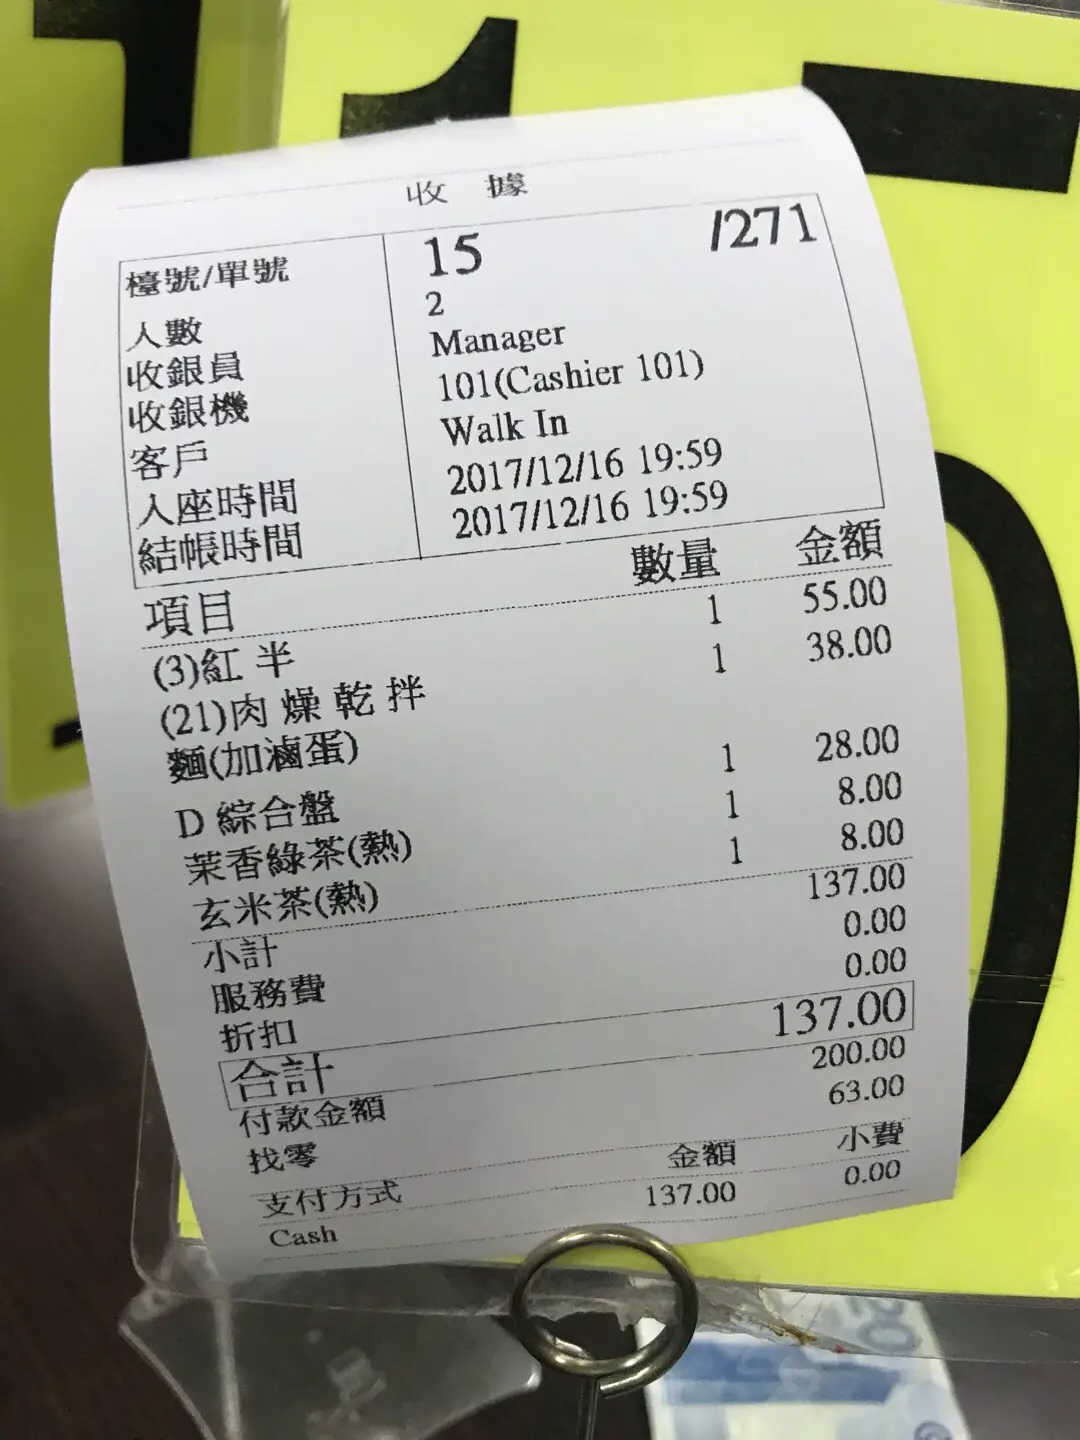 收 據
檯號/單號 15 /271
人數 2
收銀員 Manager
收銀機 101(Cashier 101)
客戶 Walk In
入座時間 2017/12/16 19:59
結帳時間 2017/12/16 19:59
項目 數量 金額
(3)紅 半 1 55.00
(21)肉 燥 乾 拌 1 38.00
麵(加滷蛋)
D 綜合盤 1 28.00
茉香綠茶(熱) 1 8.00
玄米茶(熱) 1 8.00
小計 137.00
服務費 0.00
折扣 0.00
合計 137.00
付款金額 200.00
找零 63.00
支付方式 金額 小費
Cash 137.00 0.00